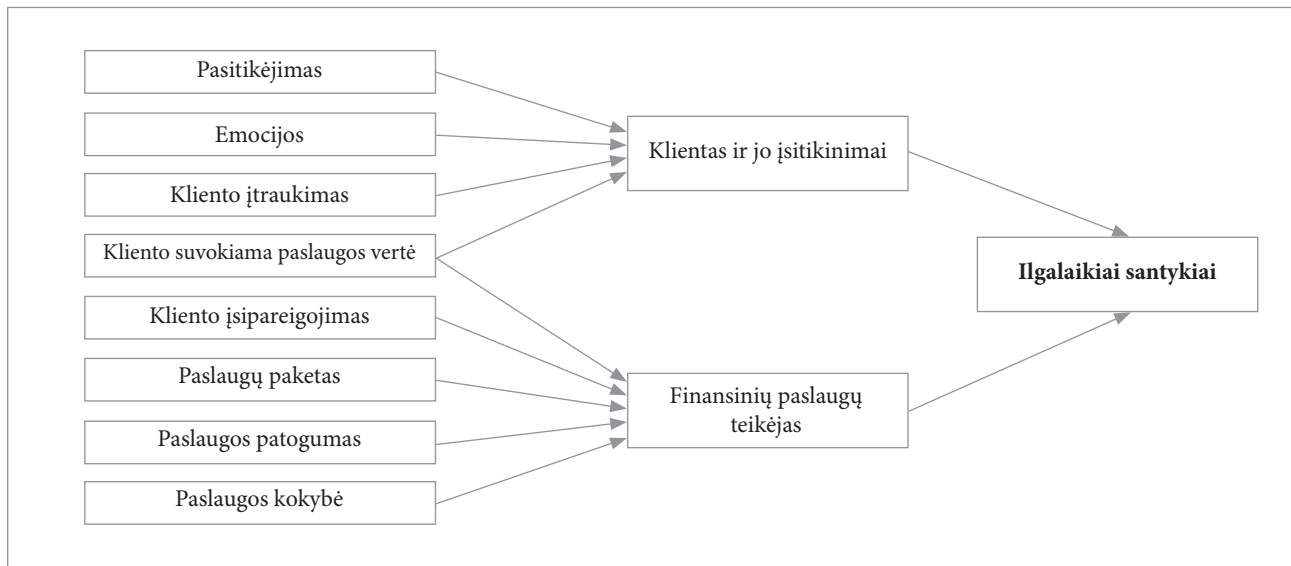 Pasitikėjimas
Emocijos
Kliento įtraukimas
Kliento suvokiama paslaugos vertė
Kliento įsipareigojimas
Paslaugų paketas
Paslaugos patogumas
Paslaugos kokybė
Klientas ir jo įsitikinimai
Finansinių paslaugų
teikėjas
Ilgalaikiai santykiai